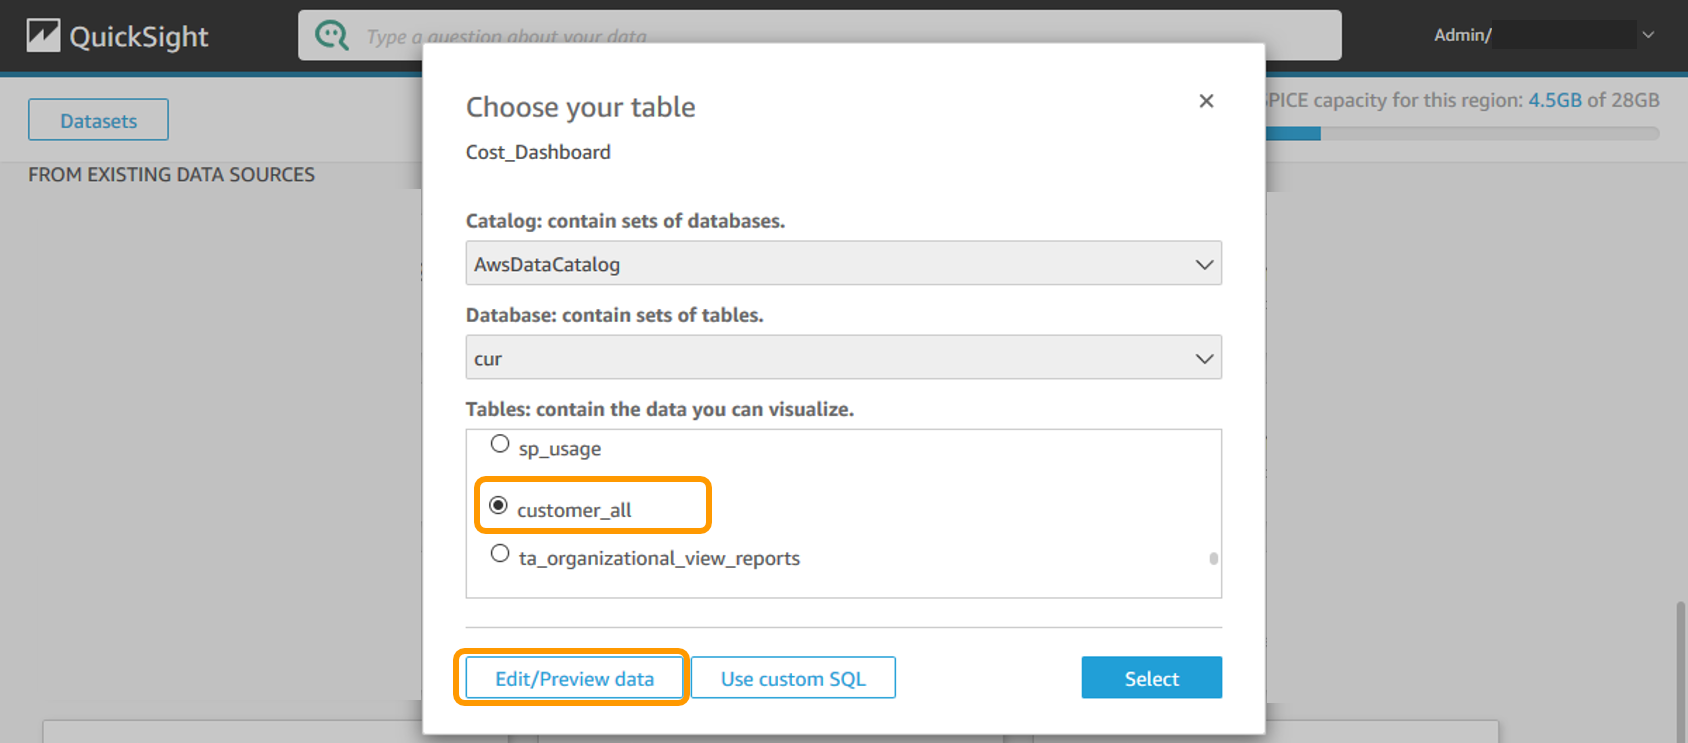 QuickSight
Type a question about your data
Admin/
Datasets
SPICE capacity for this region: 4.5GB of 28GB
FROM EXISTING DATA SOURCES
Choose your table
Cost_Dashboard
Catalog: contain sets of databases.
AwsDataCatalog
Database: contain sets of tables.
cur
Tables: contain the data you can visualize.
sp_usage
customer_all
ta_organizational_view_reports
Edit/Preview data
Use custom SQL
Select